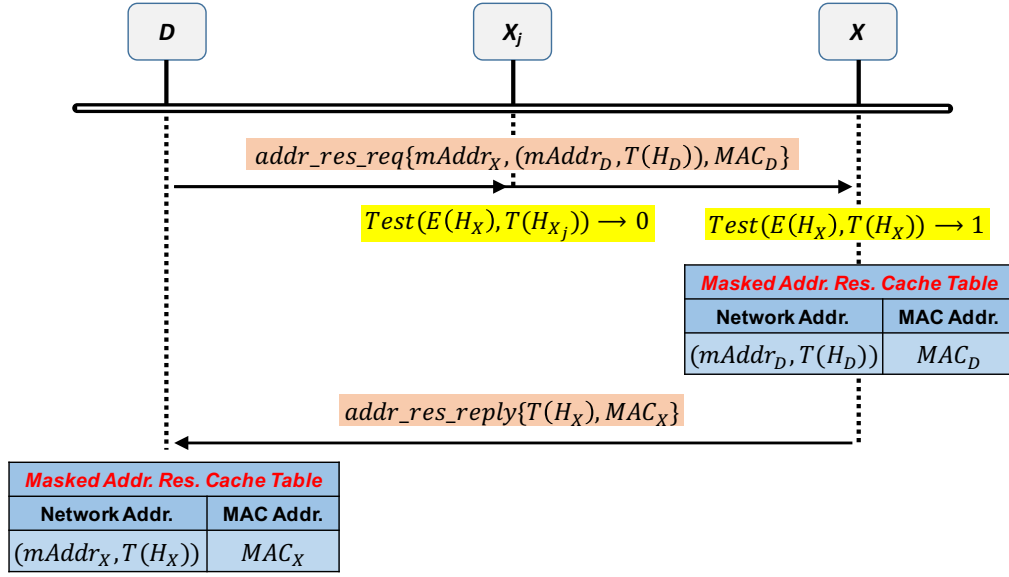 D
X_j
X
addr_res_req{mAddr_X, (mAddr_D, T(H_D)), MAC_D}
Test(E(H_X), T(H_{X_j})) → 0
Test(E(H_X), T(H_X)) → 1
Masked Addr. Res. Cache Table
Network Addr. MAC Addr.
(mAddr_D, T(H_D)) MAC_D
addr_res_reply{T(H_X), MAC_X}
Masked Addr. Res. Cache Table
Network Addr. MAC Addr.
(mAddr_X, T(H_X)) MAC_X